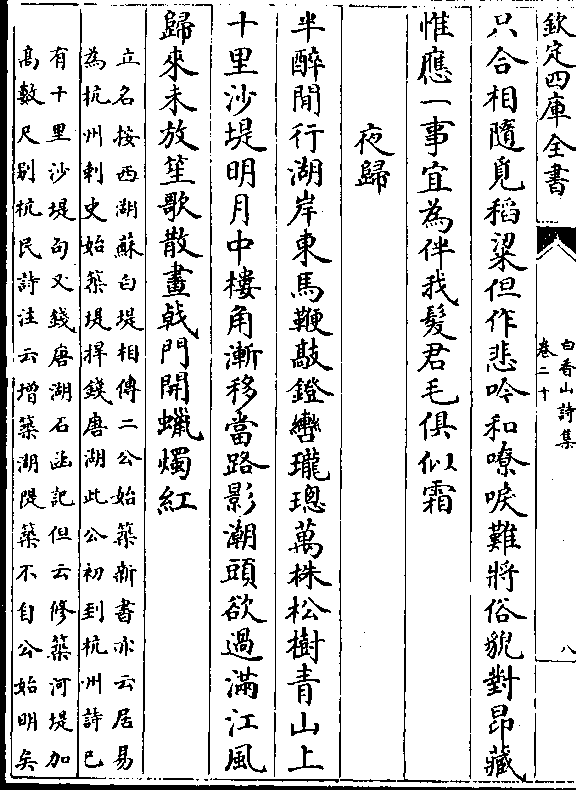 欽定四庫全書
白香山詩集
卷二十
八
只合相隨覓稻粱但作悲吟和嘹唳難將俗貌對昂藏
惟應一事宜為伴我髮君毛俱似霜
夜歸
半醉閒行湖岸東馬鞭敲鐙轡瓏璁萬株松樹青山上
十里沙堤明月中樓角漸移當路影潮頭欲過滿江風
歸來未放笙歌散畫戟門開蠟燭紅
立名按西湖蘇白堤相傳二公始築新書亦云居易
為杭州刺史始築堤捍錢唐湖此公初到杭州詩已
有十里沙堤句又錢唐湖石函記但云修築河堤加
高數尺别杭民詩注云增築湖隄築不自公始明矣